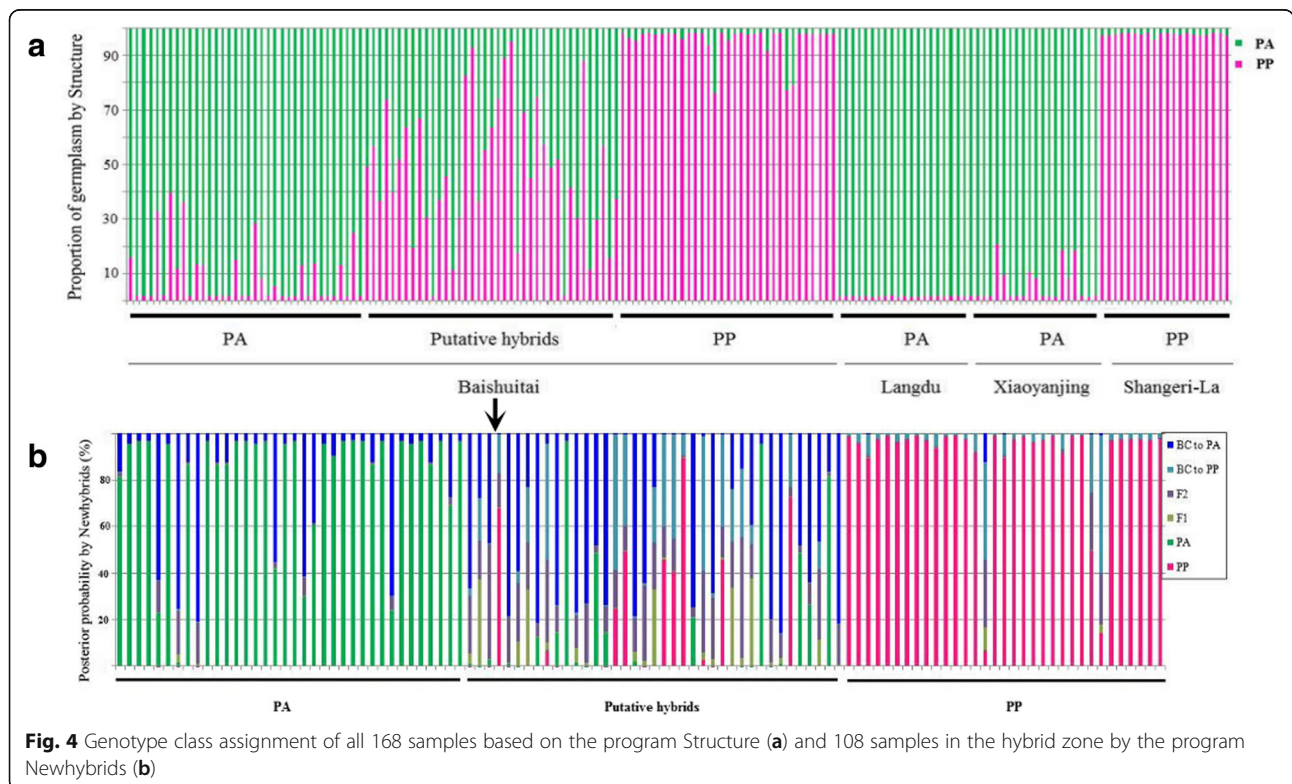 a
Proportion of germplasm by Structure
90
70
50
30
10
PA
PP
PA
Putative hybrids
PP
PA
PA
PP
Baishuitai
Langdu
Xiaoyanjing
Shangeri-La
b
Posterior probability by Newhybrids (%)
80
60
40
20
BC to PA
BC to PP
F2
F1
PA
PP
PA
Putative hybrids
PP
Fig. 4 Genotype class assignment of all 168 samples based on the program Structure (a) and 108 samples in the hybrid zone by the program
Newhybrids (b)